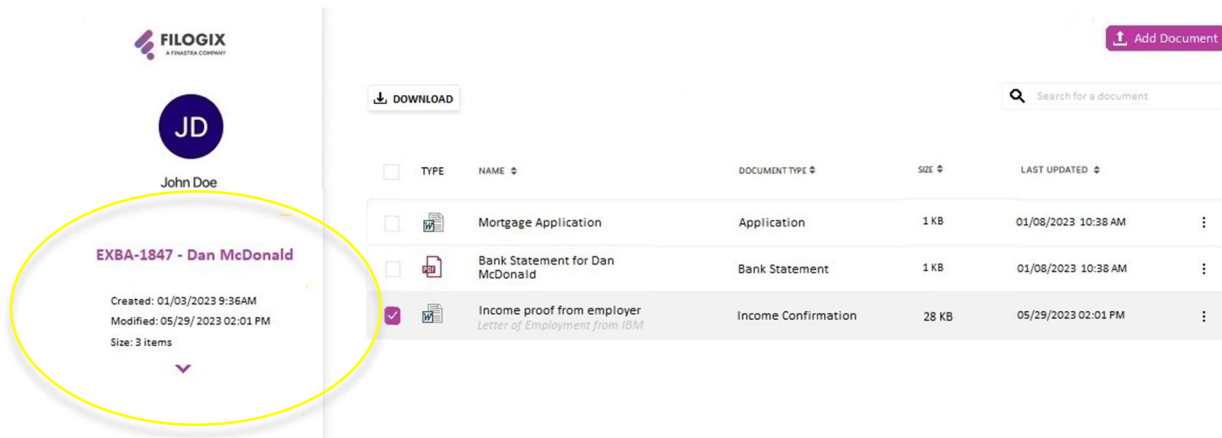 FILOGIX
A FINASTRA COMPANY
JD
John Doe
EXBA-1847 - Dan McDonald
Created: 01/03/2023 9:36AM
Modified: 05/29/ 2023 02:01 PM
Size: 3 items
Add Document
DOWNLOAD
Search for a document
TYPE NAME DOCUMENT TYPE SIZE LAST UPDATED
W Mortgage Application Application 1 KB 01/08/2023 10:38 AM
PDF Bank Statement for Dan McDonald Bank Statement 1 KB 01/08/2023 10:38 AM
W Income proof from employer Income Confirmation 28 KB 05/29/2023 02:01 PM
Letter of Employment from IBM